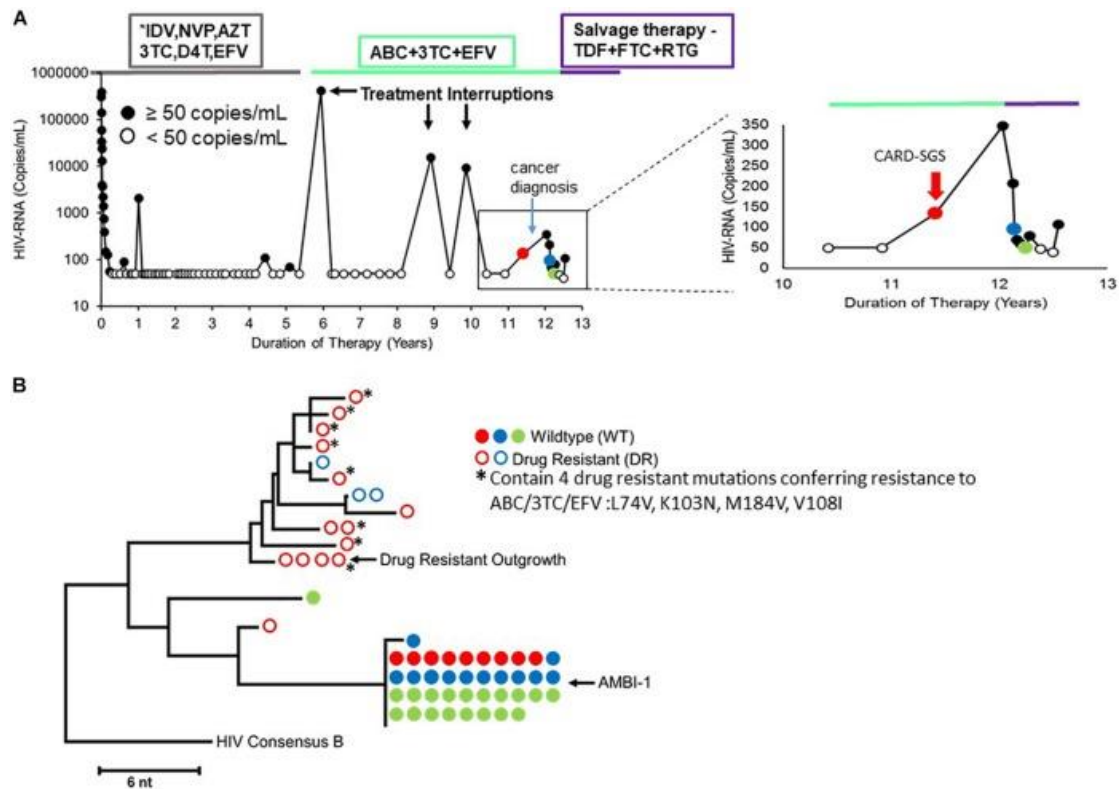 A
*IDV,NVP,AZT
3TC,D4T,EFV
ABC+3TC+EFV
Salvage therapy -
TDF+FTC+RTG
1000000
100000
10000
1000
100
10
HIV-RNA (Copies/mL)
≥ 50 copies/mL
< 50 copies/mL
Treatment Interruptions
cancer
diagnosis
0 1 2 3 4 5 6 7 8 9 10 11 12 13
Duration of Therapy (Years)
350
300
250
200
150
100
50
0
HIV-RNA (Copies/mL)
CARD-SGS
10 11 12 13
Duration of Therapy (Years)
B
Wildtype (WT)
Drug Resistant (DR)
* Contain 4 drug resistant mutations conferring resistance to
ABC/3TC/EFV :L74V, K103N, M184V, V108I
* * * * * * * *
Drug Resistant Outgrowth
AMBI-1
HIV Consensus B
6 nt